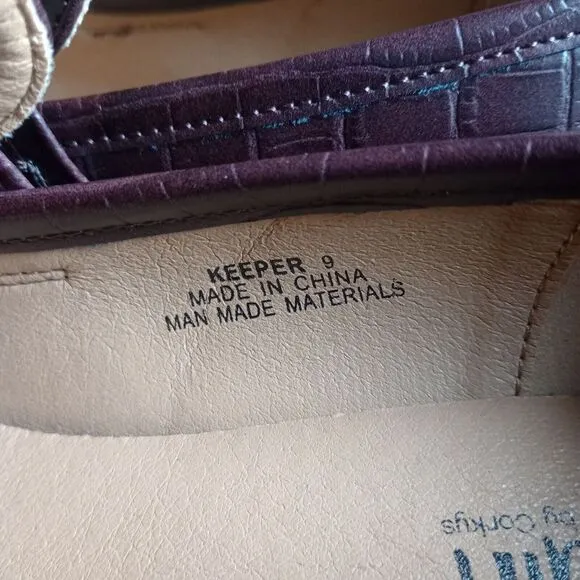 KEEPER 9
MADE IN CHINA
MAN MADE MATERIALS
by Corkys